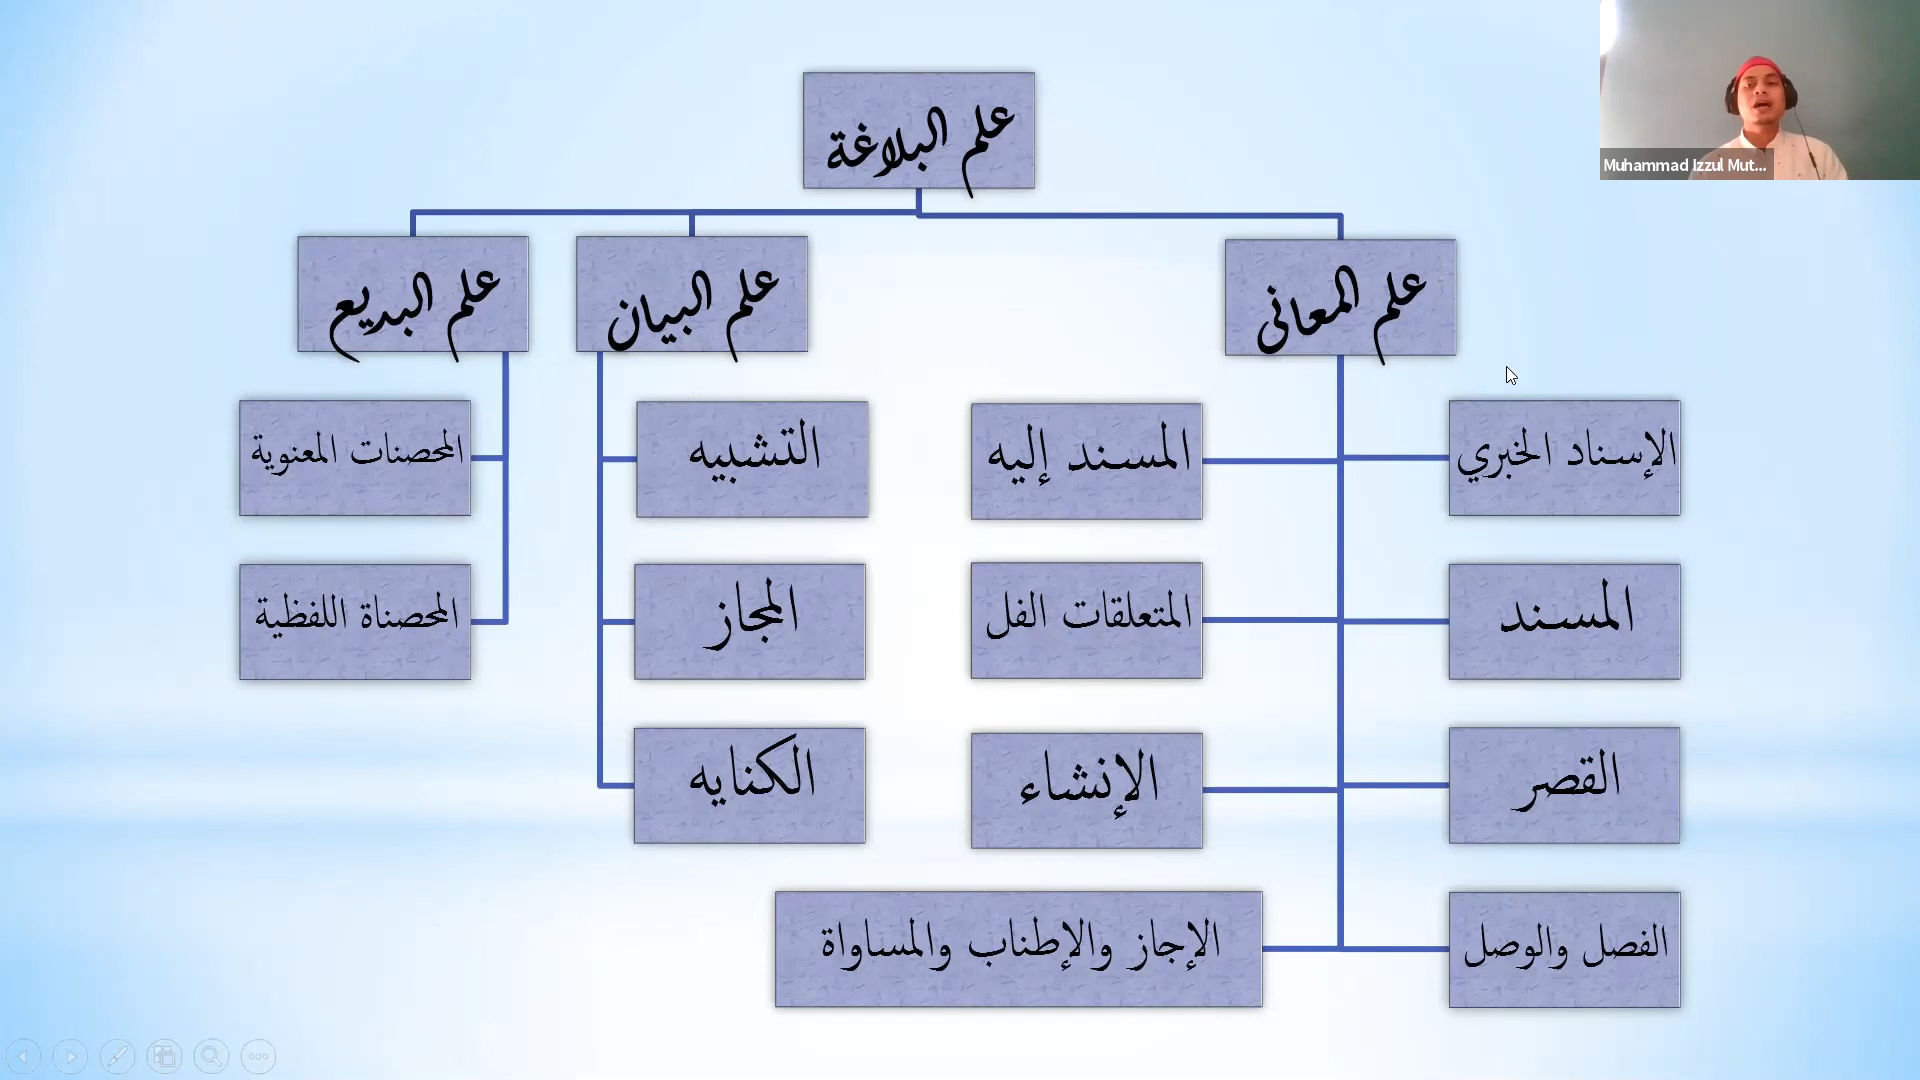 علم البلاغة
Muhammad Izzul Mut...
علم المعانى
علم البيان
علم البديع
الإسناد الخبري
المسند إليه
التشبيه
المحصنات المعنوية
المسند
المتعلقات الفل
المجاز
المحصناة اللفظية
القصر
الإنشاء
الكنايه
الفصل والوصل
الإجاز والإطناب والمساواة